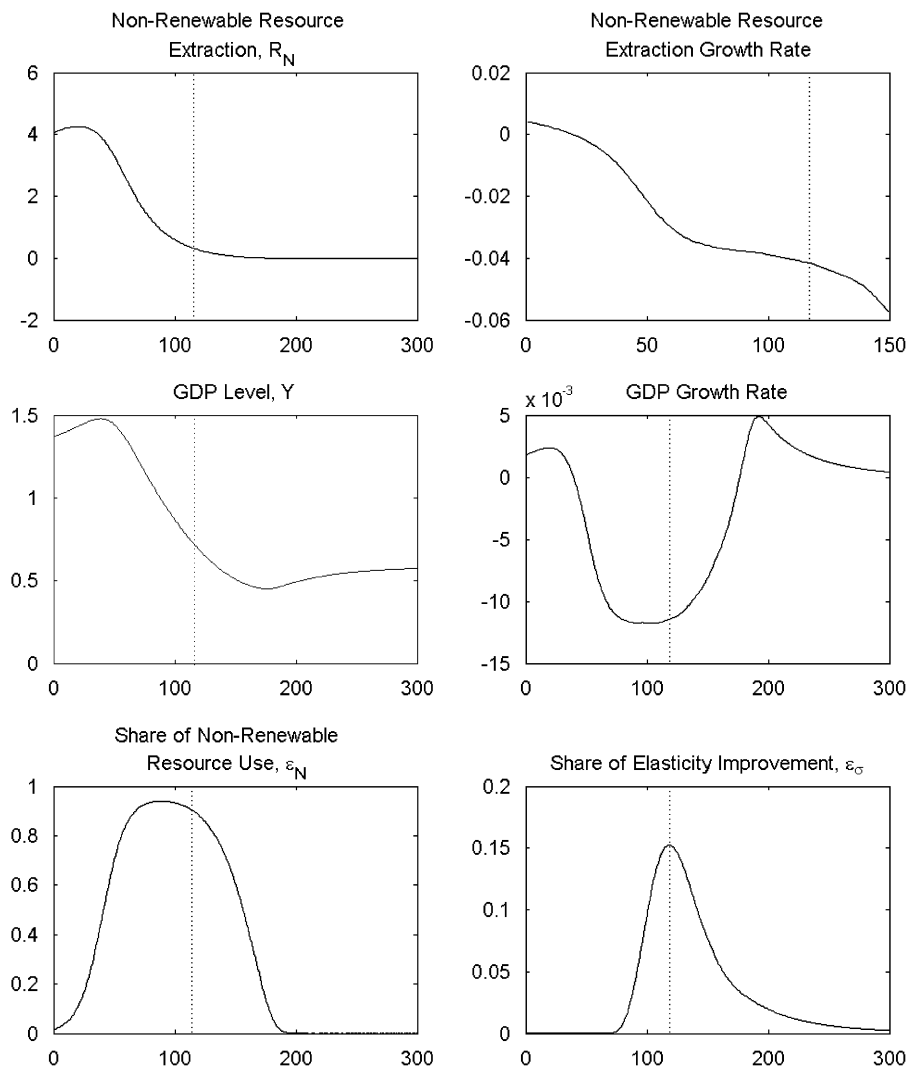 Non-Renewable Resource
Extraction, R_N
6
4
2
0
-2
0 100 200 300
Non-Renewable Resource
Extraction Growth Rate
0.02
0
-0.02
-0.04
-0.06
0 50 100 150
GDP Level, Y
1.5
1
0.5
0
0 100 200 300
GDP Growth Rate
x 10^-3
5
0
-5
-10
-15
0 100 200 300
Share of Non-Renewable
Resource Use, ε_N
1
0.8
0.6
0.4
0.2
0
0 100 200 300
Share of Elasticity Improvement, ε_σ
0.2
0.15
0.1
0.05
0
0 100 200 300